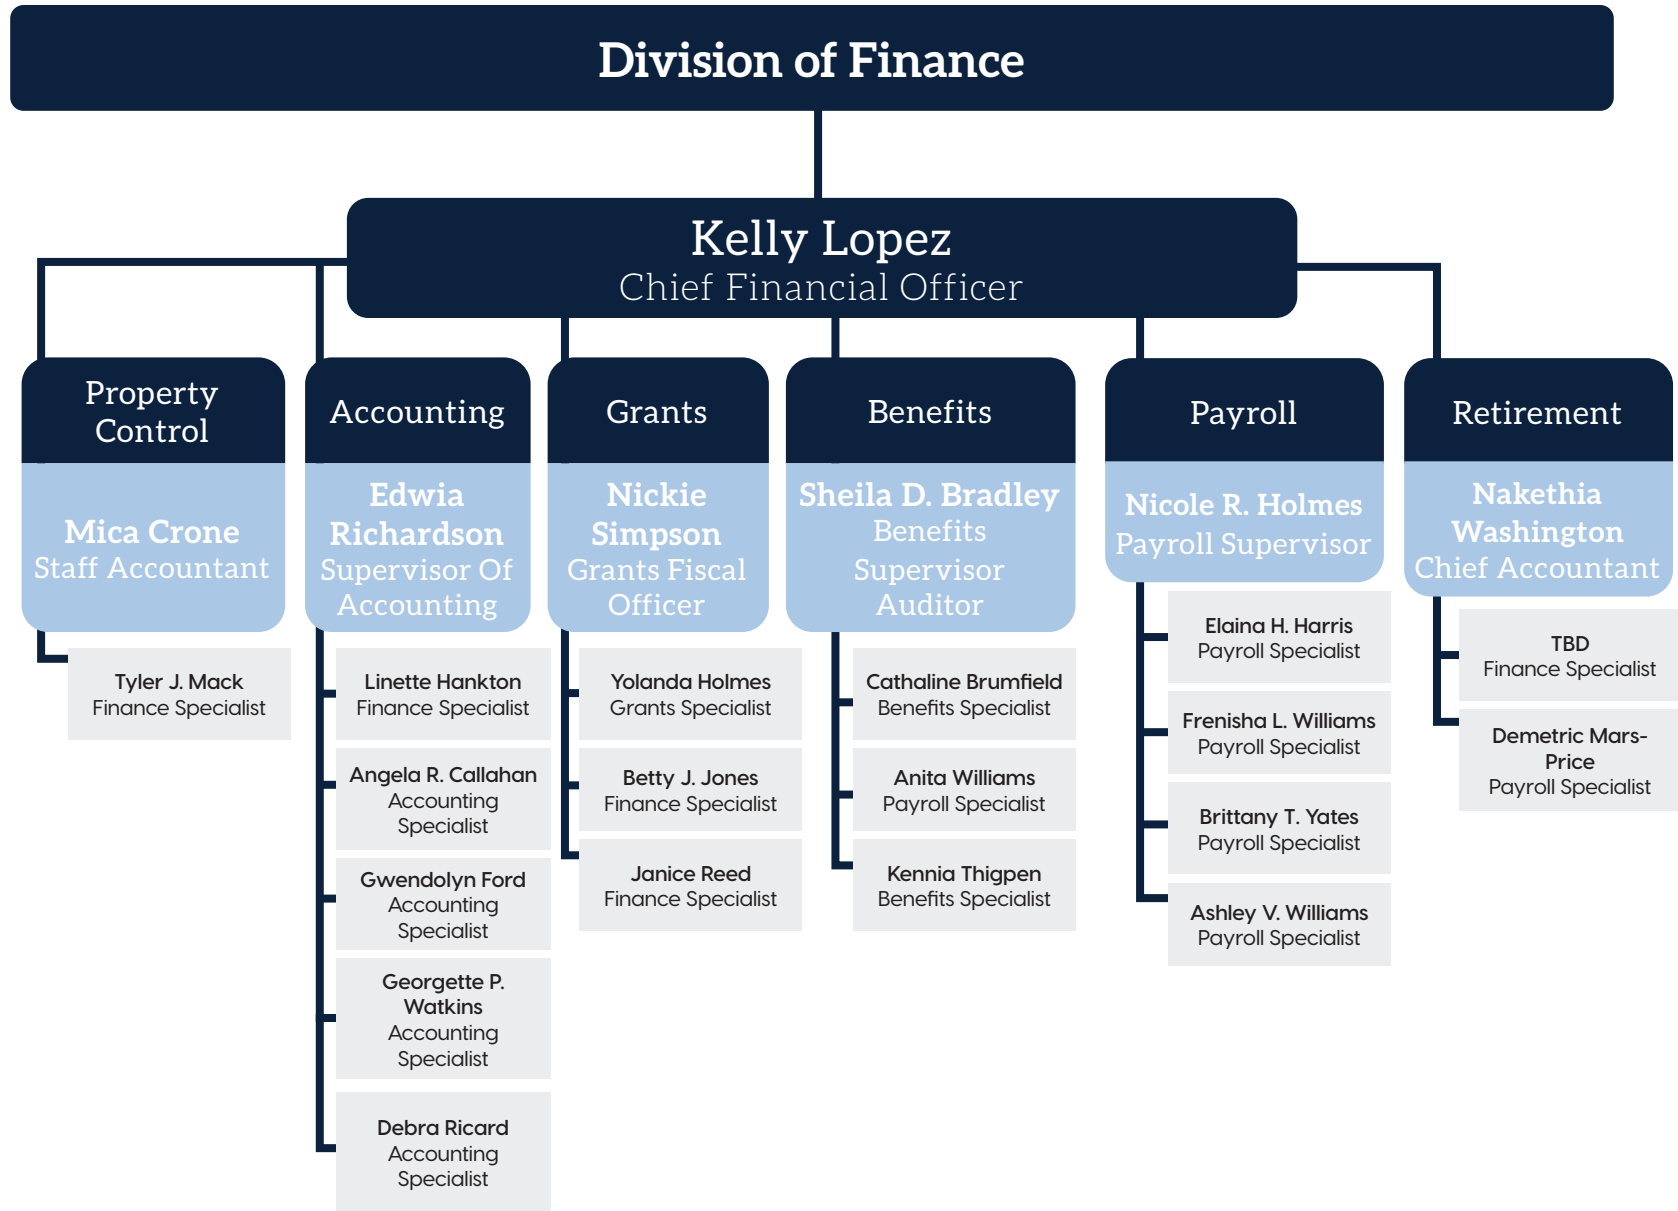 Division of Finance
Kelly Lopez
Chief Financial Officer
Property
Control
Mica Crone
Staff Accountant
Tyler J. Mack
Finance Specialist
Accounting
Edwia
Richardson
Supervisor Of
Accounting
Linette Hankton
Finance Specialist
Angela R. Callahan
Accounting
Specialist
Gwendolyn Ford
Accounting
Specialist
Georgette P.
Watkins
Accounting
Specialist
Debra Ricard
Accounting
Specialist
Grants
Nickie
Simpson
Grants Fiscal
Officer
Yolanda Holmes
Grants Specialist
Betty J. Jones
Finance Specialist
Janice Reed
Finance Specialist
Benefits
Sheila D. Bradley
Benefits
Supervisor
Auditor
Cathaline Brumfield
Benefits Specialist
Anita Williams
Payroll Specialist
Kennia Thigpen
Benefits Specialist
Payroll
Nicole R. Holmes
Payroll Supervisor
Elaina H. Harris
Payroll Specialist
Frenisha L. Williams
Payroll Specialist
Brittany T. Yates
Payroll Specialist
Ashley V. Williams
Payroll Specialist
Retirement
Nakethia
Washington
Chief Accountant
TBD
Finance Specialist
Demetric Mars-
Price
Payroll Specialist